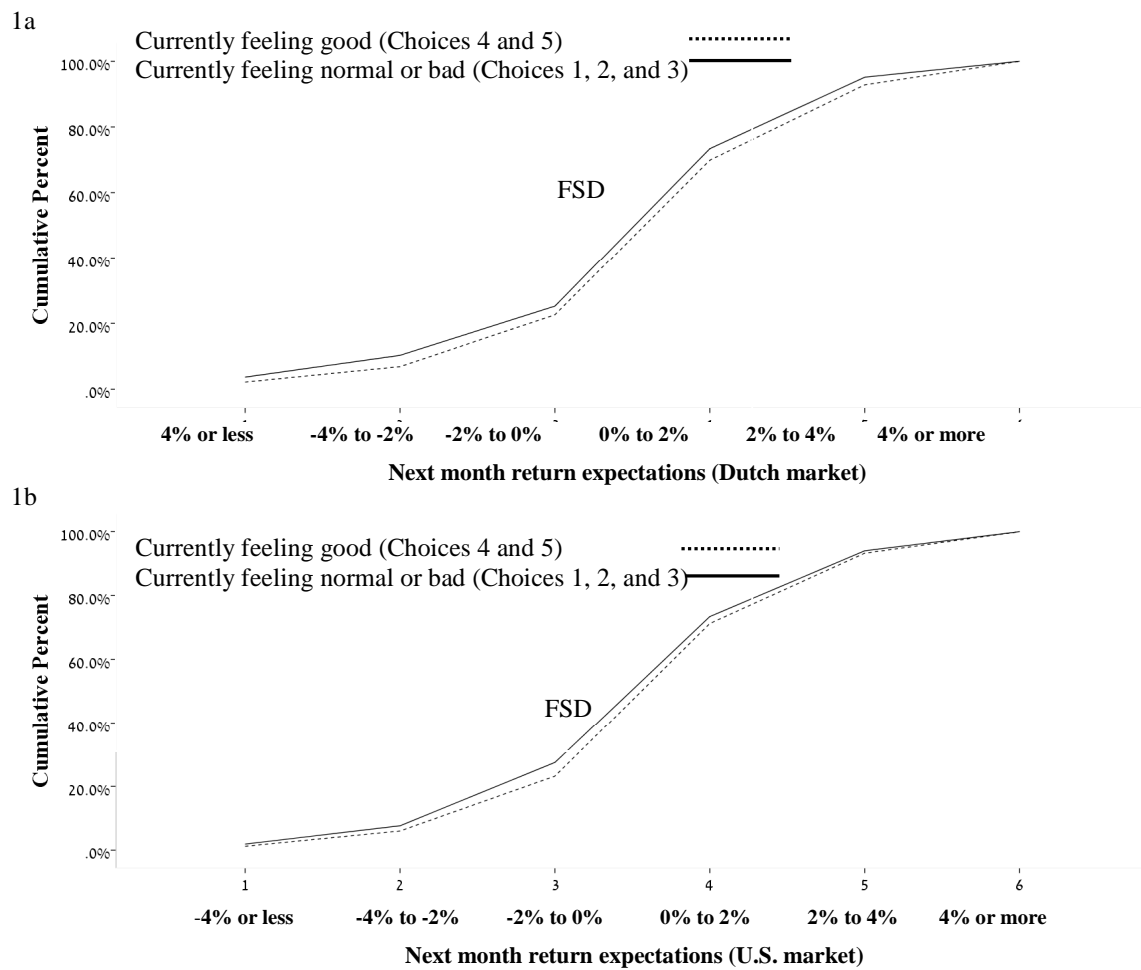 1a
Currently feeling good (Choices 4 and 5)
Currently feeling normal or bad (Choices 1, 2, and 3)
100.0%
80.0%
60.0%
40.0%
20.0%
.0%
Cumulative Percent
FSD
4% or less -4% to -2% -2% to 0% 0% to 2% 2% to 4% 4% or more
Next month return expectations (Dutch market)
1b
Currently feeling good (Choices 4 and 5)
Currently feeling normal or bad (Choices 1, 2, and 3)
100.0%
80.0%
60.0%
40.0%
20.0%
.0%
Cumulative Percent
FSD
1 2 3 4 5 6
-4% or less -4% to -2% -2% to 0% 0% to 2% 2% to 4% 4% or more
Next month return expectations (U.S. market)